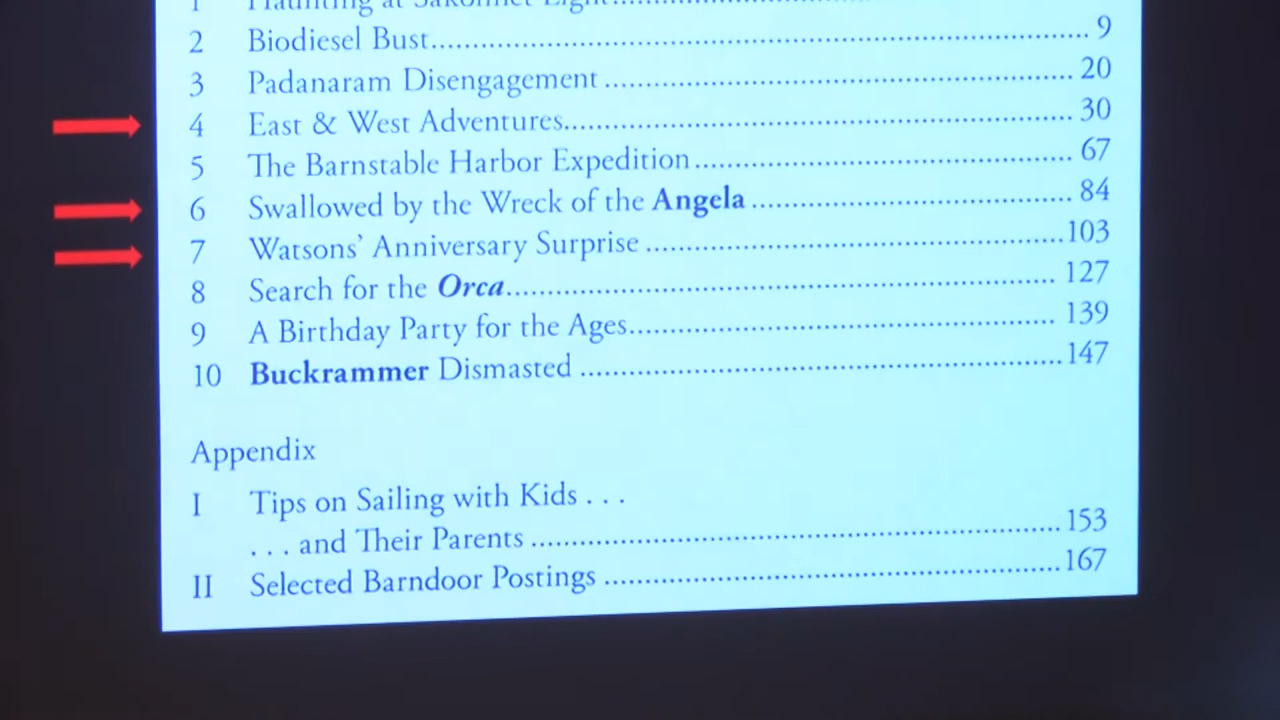 2 Biodiesel Bust.......... 9
3 Padanaram Disengagement .......... 20
4 East & West Adventures.......... 30
5 The Barnstable Harbor Expedition.......... 67
6 Swallowed by the Wreck of the Angela .......... 84
7 Watsons’ Anniversary Surprise ..........103
8 Search for the Orca.......... 127
9 A Birthday Party for the Ages.......... 139
10 Buckrammer Dismasted ..........147
Appendix
I Tips on Sailing with Kids . . .
. . . and Their Parents ..........153
II Selected Barndoor Postings ..........167